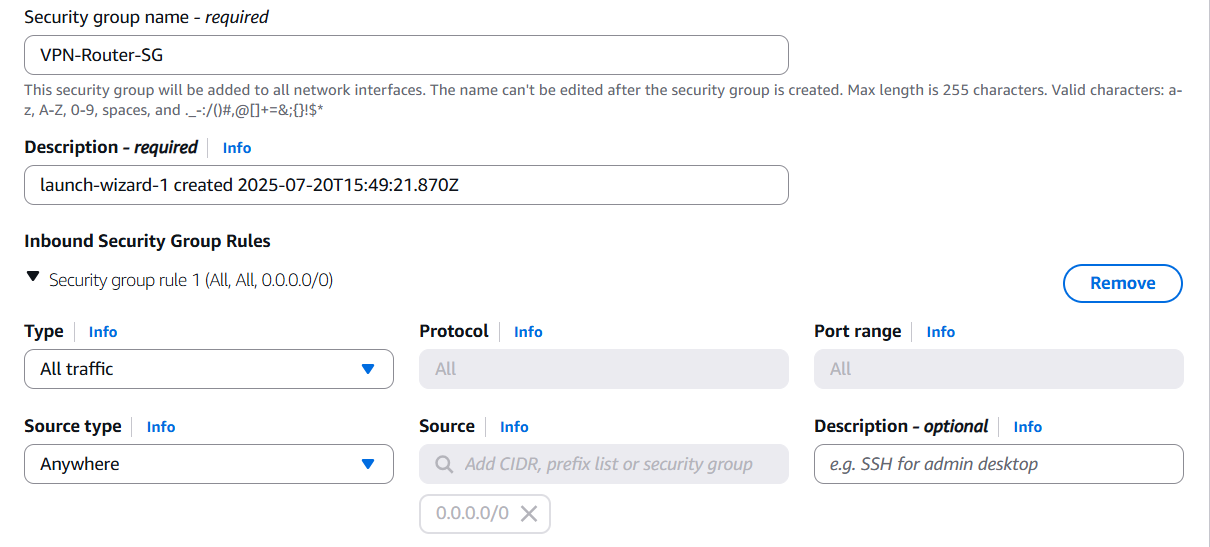 Security group name - required
VPN-Router-SG
This security group will be added to all network interfaces. The name can't be edited after the security group is created. Max length is 255 characters. Valid characters: a-
z, A-Z, 0-9, spaces, and ._-:/()#,@[]+=&;{}!$*
Description - required Info
launch-wizard-1 created 2025-07-20T15:49:21.870Z
Inbound Security Group Rules
Security group rule 1 (All, All, 0.0.0.0/0)
Remove
Type Info Protocol Info Port range Info
All traffic All All
Source type Info Source Info Description - optional Info
Anywhere Add CIDR, prefix list or security group e.g. SSH for admin desktop
0.0.0.0/0